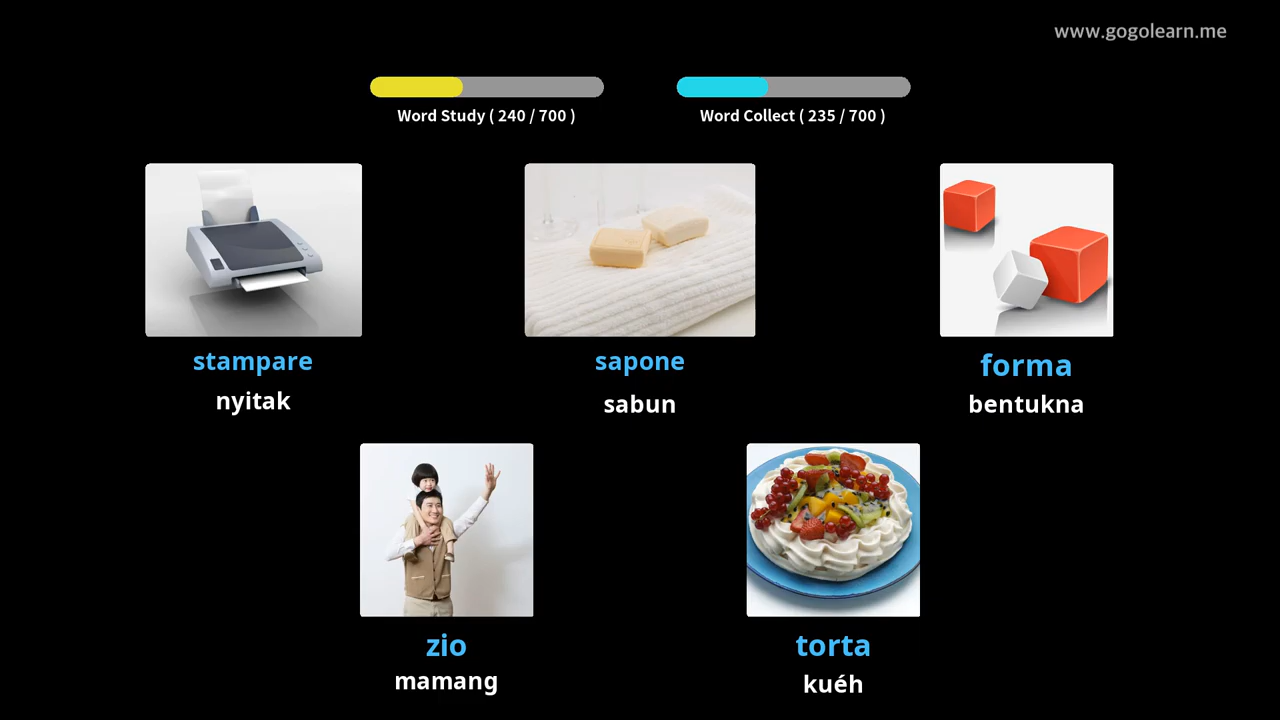 www.gogolearn.me
Word Study ( 240 / 700 )
Word Collect ( 235 / 700 )
stampare
nyitak
sapone
sabun
forma
bentukna
zio
mamang
torta
kuéh